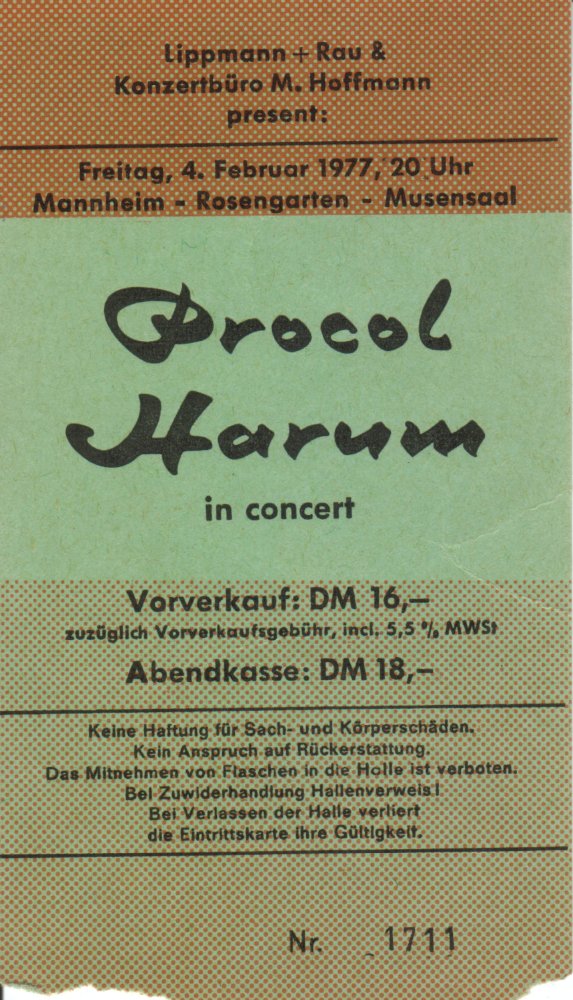 Lippmann + Rau &
Konzertbüro M. Hoffmann
present:
Freitag, 4. Februar 1977, 20 Uhr
Mannheim - Rosengarten - Musensaal
Procol
Harum
in concert
Vorverkauf: DM 16,–
zuzüglich Vorverkaufsgebühr, incl. 5,5 % MWSt
Abendkasse: DM 18,–
Keine Haftung für Sach- und Körperschäden.
Kein Anspruch auf Rückerstattung.
Das Mitnehmen von Flaschen in die Halle ist verboten.
Bei Zuwiderhandlung Hallenverweis!
Bei Verlassen der Halle verliert
die Eintrittskarte ihre Gültigkeit.
Nr. 1711